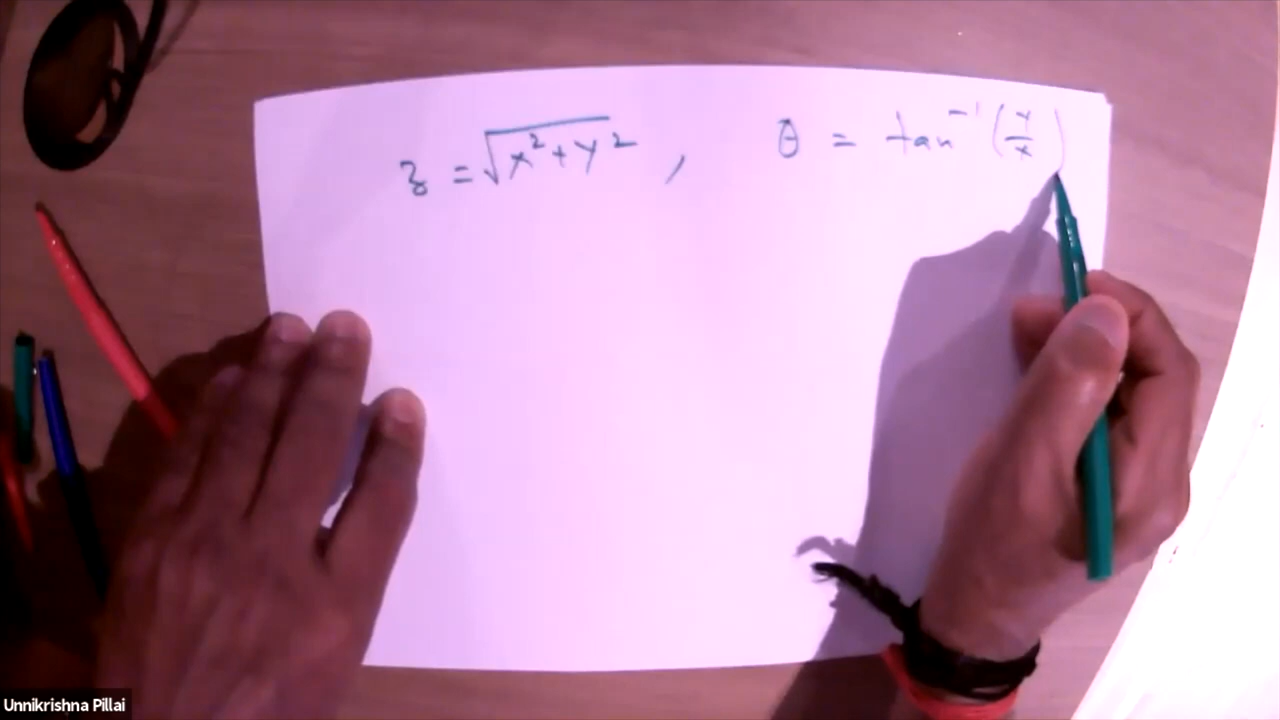 z = √x²+y² , θ = tan⁻¹(y/x)
Unnikrishna Pillai